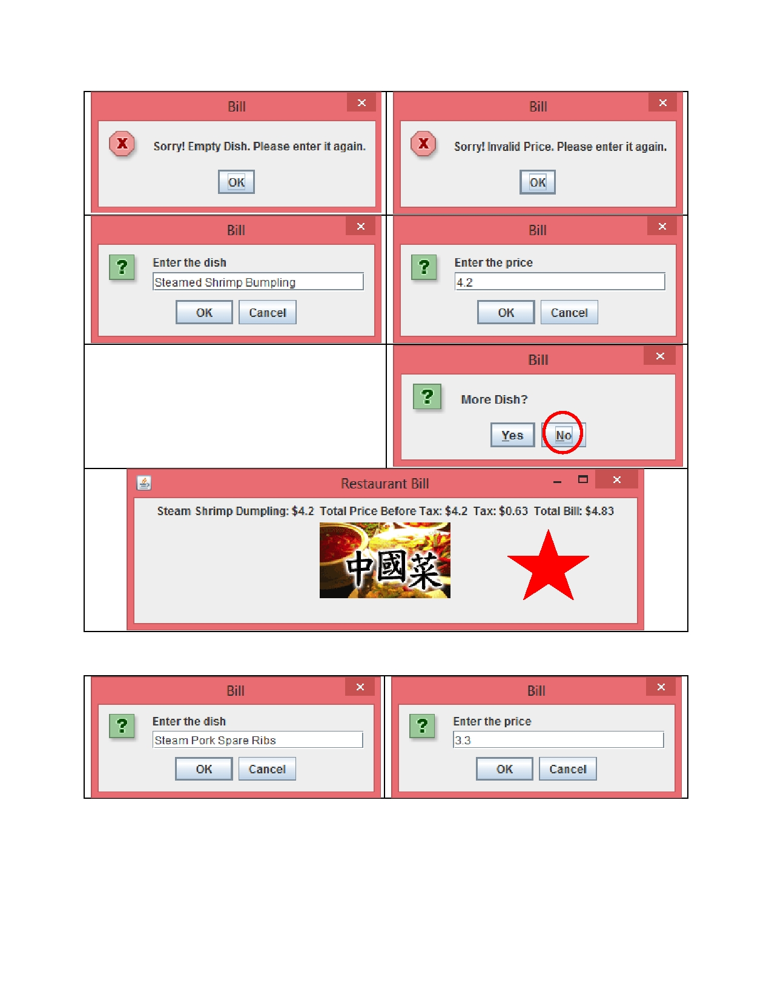 Bill
Sorry! Empty Dish. Please enter it again.
OK
Bill
Sorry! Invalid Price. Please enter it again.
OK
Bill
Enter the dish
Steamed Shrimp Bumpling
OK Cancel
Bill
Enter the price
4.2
OK Cancel
Bill
More Dish?
Yes No
Restaurant Bill
Steam Shrimp Dumpling: $4.2 Total Price Before Tax: $4.2 Tax: $0.63 Total Bill: $4.83
中國菜
Bill
Enter the dish
Steam Pork Spare Ribs
OK Cancel
Bill
Enter the price
3.3
OK Cancel